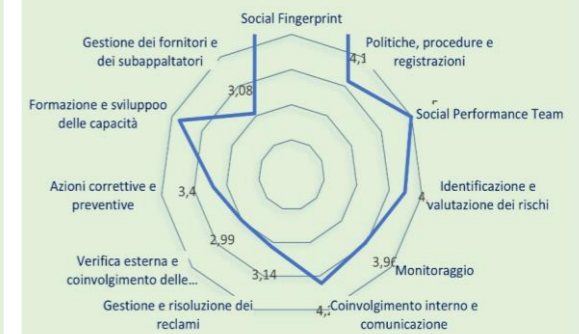 Social Fingerprint
Gestione dei fornitori e
dei subappaltatori
Politiche, procedure e
registrazioni
4,1
3,08
Formazione e sviluppoo
delle capacità
Social Performance Team
Azioni correttive e
preventive
3,4
Identificazione e
valutazione dei rischi
4
2,99
Verifica esterna e
coinvolgimento delle...
3,96
Monitoraggio
3,14
Gestione e risoluzione dei
reclami
4,
Coinvolgimento interno e
comunicazione